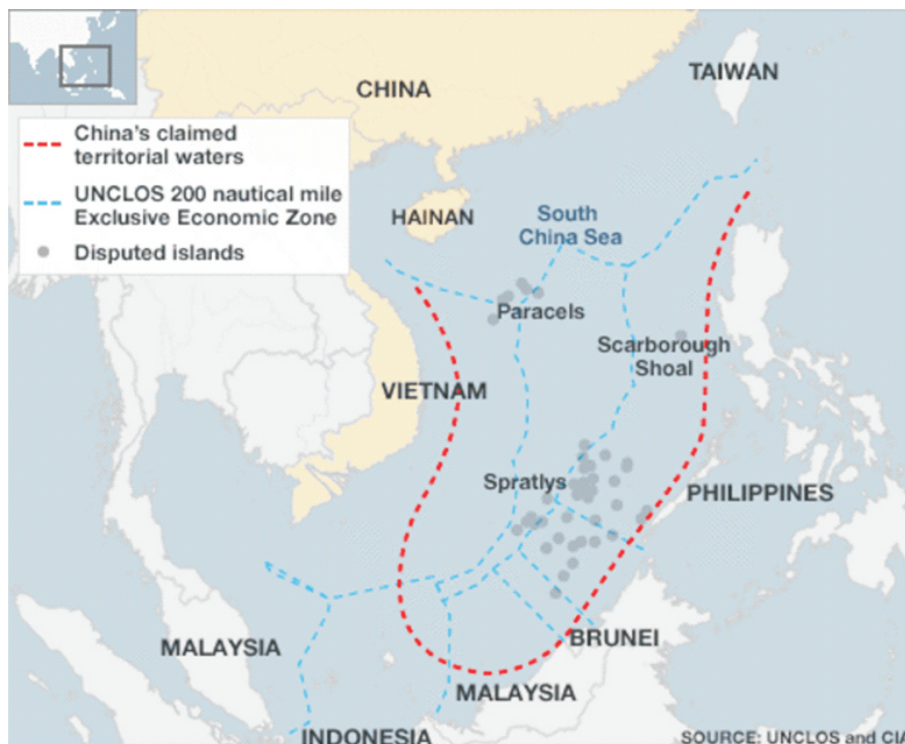 CHINA
TAIWAN
China's claimed
territorial waters
UNCLOS 200 nautical mile
Exclusive Economic Zone
Disputed islands
HAINAN
South
China Sea
Paracels
Scarborough
Shoal
VIETNAM
Spratlys
PHILIPPINES
MALAYSIA
BRUNEI
MALAYSIA
INDONESIA
SOURCE: UNCLOS and CIA